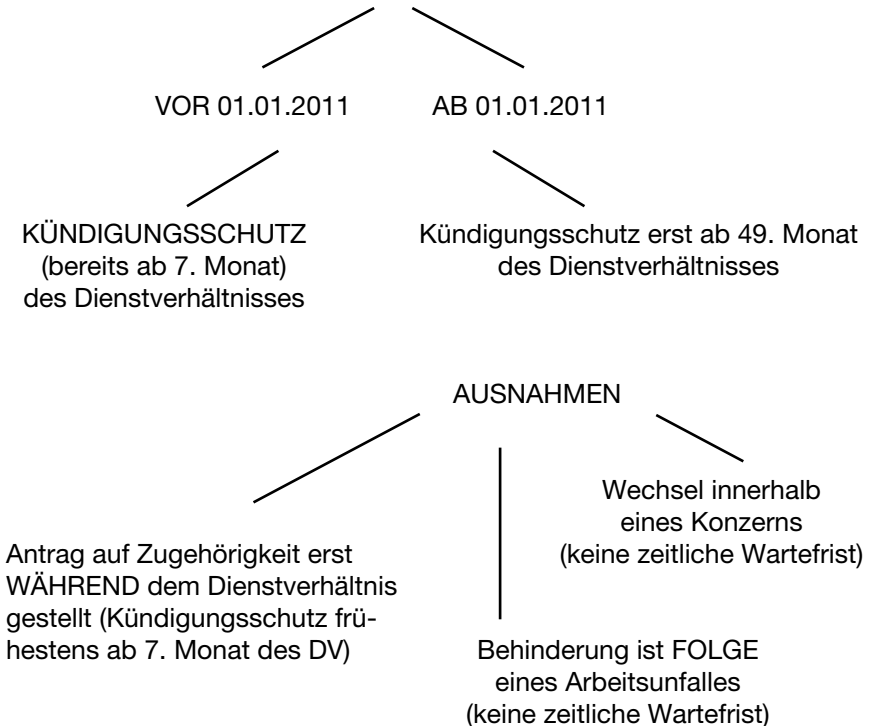 VOR 01.01.2011
AB 01.01.2011
KÜNDIGUNGSSCHUTZ
(bereits ab 7. Monat)
des Dienstverhältnisses
Kündigungsschutz erst ab 49. Monat
des Dienstverhältnisses
AUSNAHMEN
Antrag auf Zugehörigkeit erst
WÄHREND dem Dienstverhältnis
gestellt (Kündigungsschutz frü-
hestens ab 7. Monat des DV)
Behinderung ist FOLGE
eines Arbeitsunfalles
(keine zeitliche Wartefrist)
Wechsel innerhalb
eines Konzerns
(keine zeitliche Wartefrist)